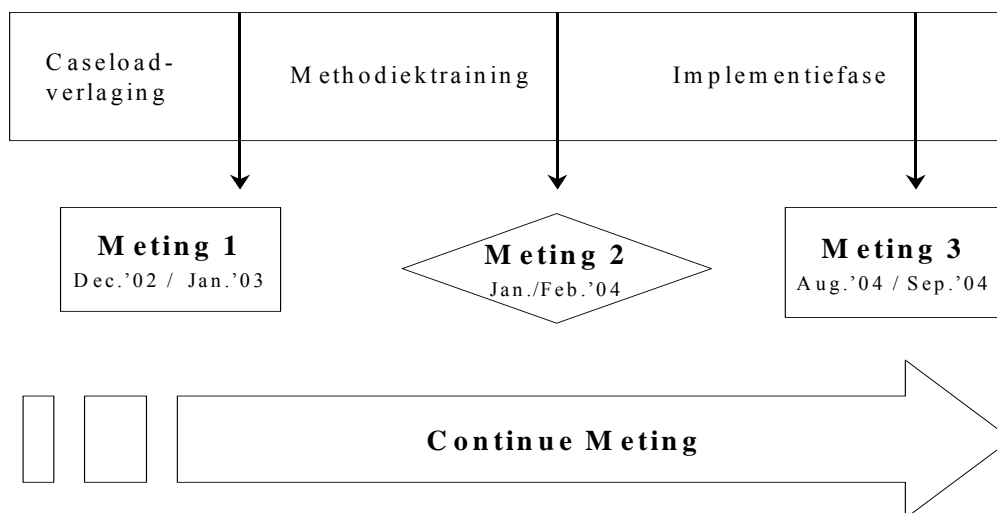 Caseload-
verlaging
Methodiektraining
Implementiefase
Meting 1
Dec.’02 / Jan.’03
Meting 2
Jan./Feb.’04
Meting 3
Aug.’04 / Sep.’04
Continue Meting